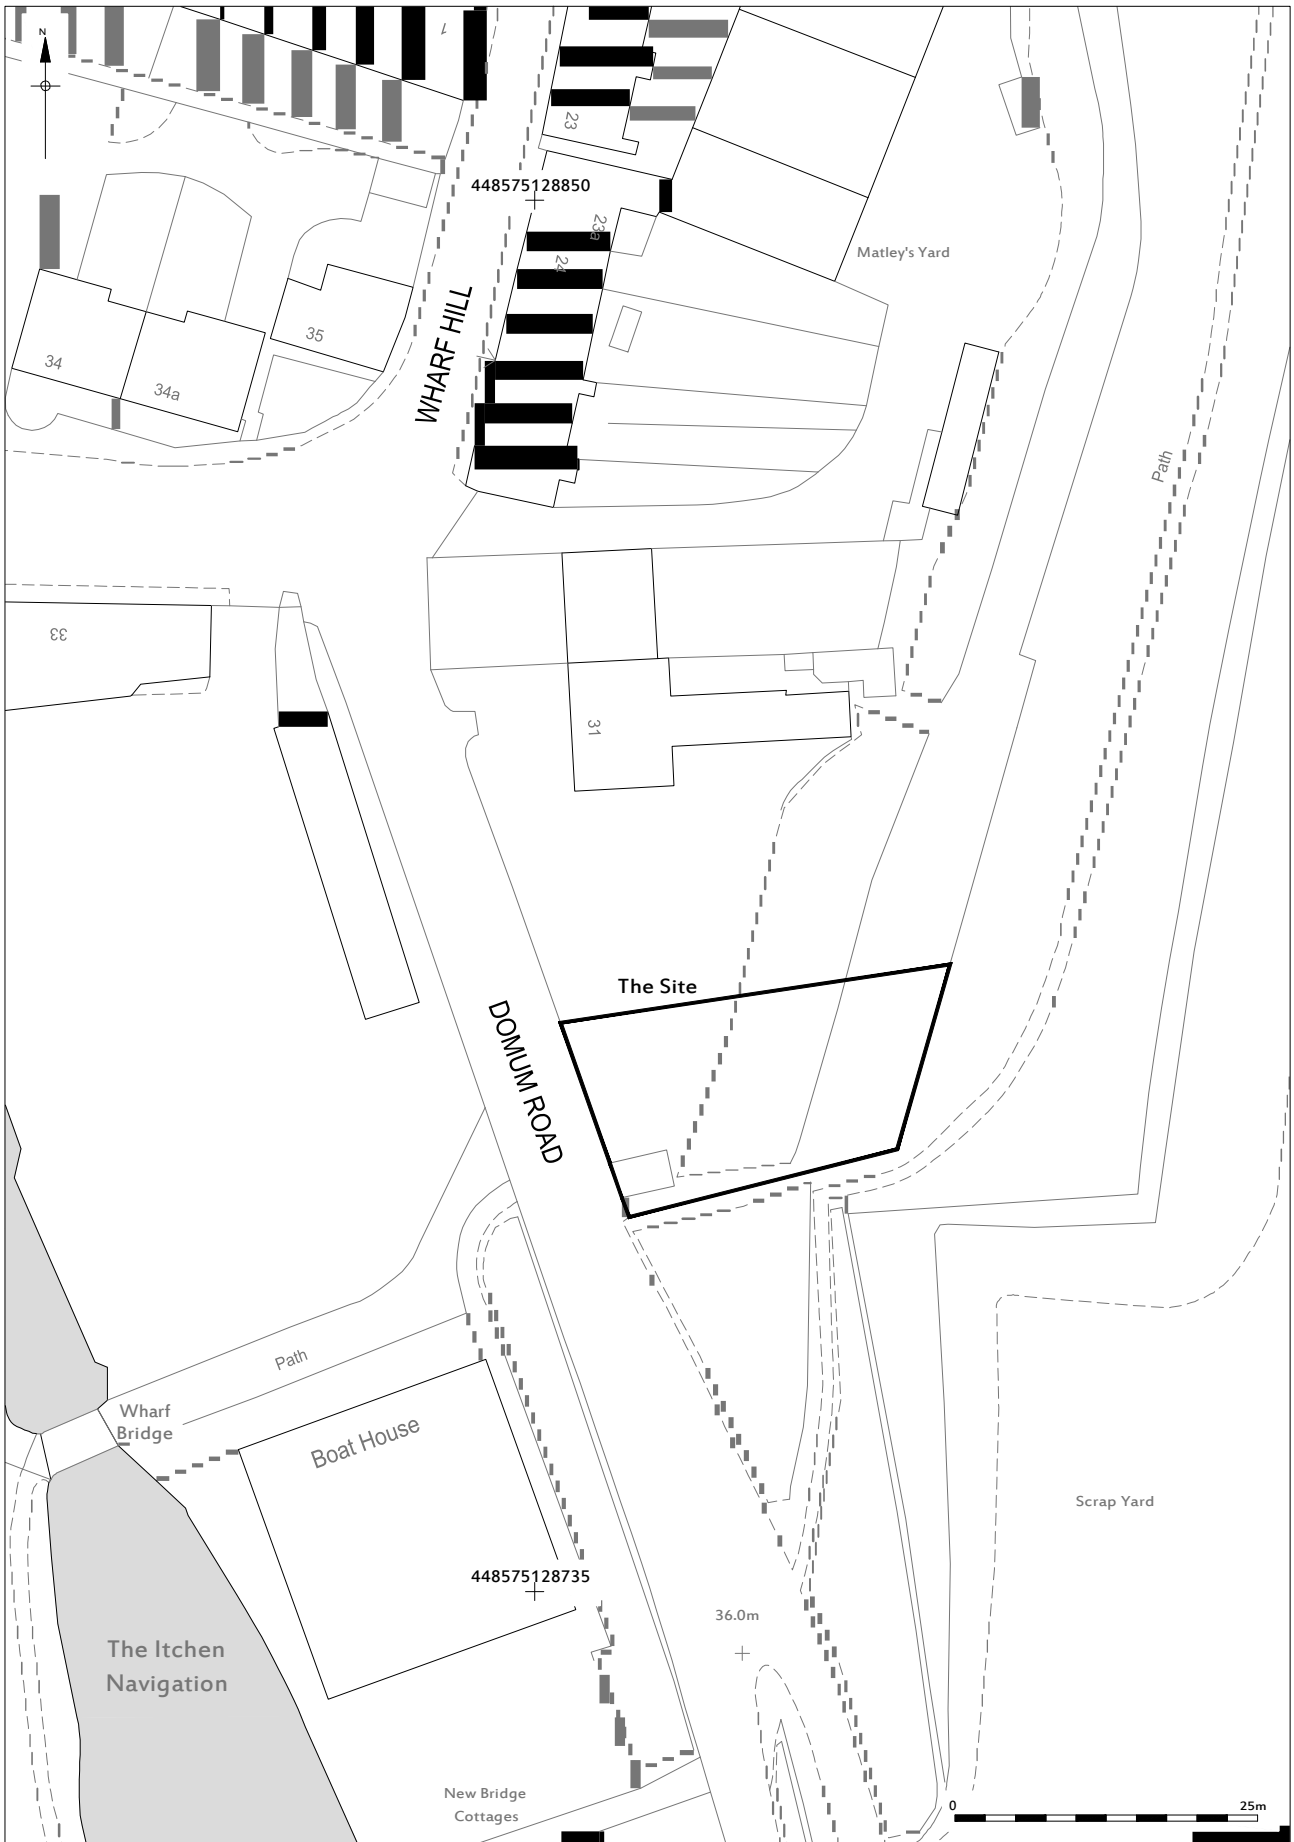 N
1
23
448575128850
23a
24
Matley's Yard
WHARF HILL
35
34
34a
Path
33
31
The Site
DOMUM ROAD
Path
Wharf
Bridge
Boat House
Scrap Yard
448575128735
36.0m
The Itchen
Navigation
New Bridge
Cottages
0 25m